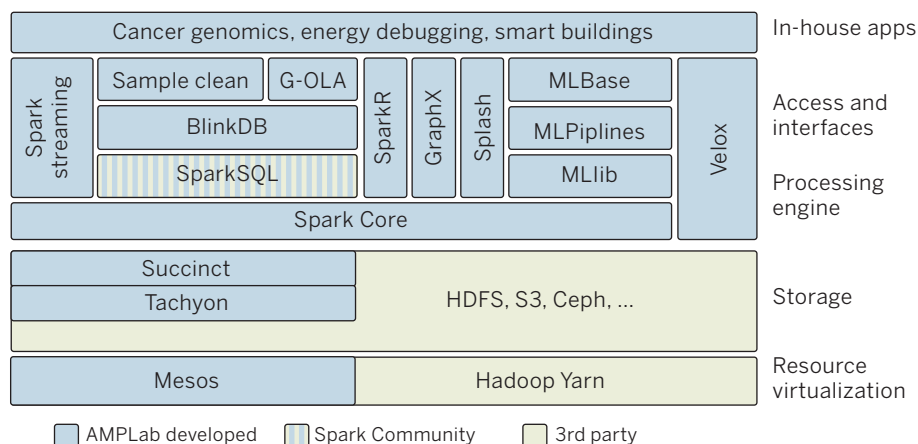 Cancer genomics, energy debugging, smart buildings
In-house apps
Spark
streaming
Sample clean
G-OLA
BlinkDB
SparkSQL
SparkR
GraphX
Splash
MLBase
MLPiplines
MLlib
Velox
Access and
interfaces
Spark Core
Processing
engine
Succinct
Tachyon
HDFS, S3, Ceph, ...
Storage
Mesos
Hadoop Yarn
Resource
virtualization
AMPLab developed
Spark Community
3rd party